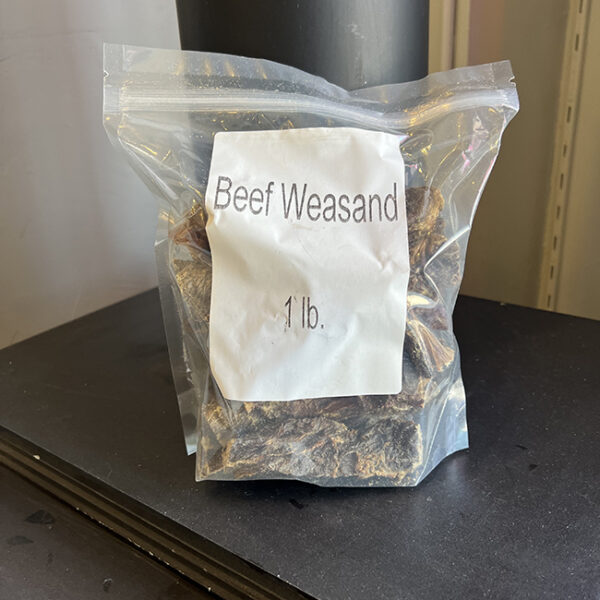 Beef Weasand
1 lb.